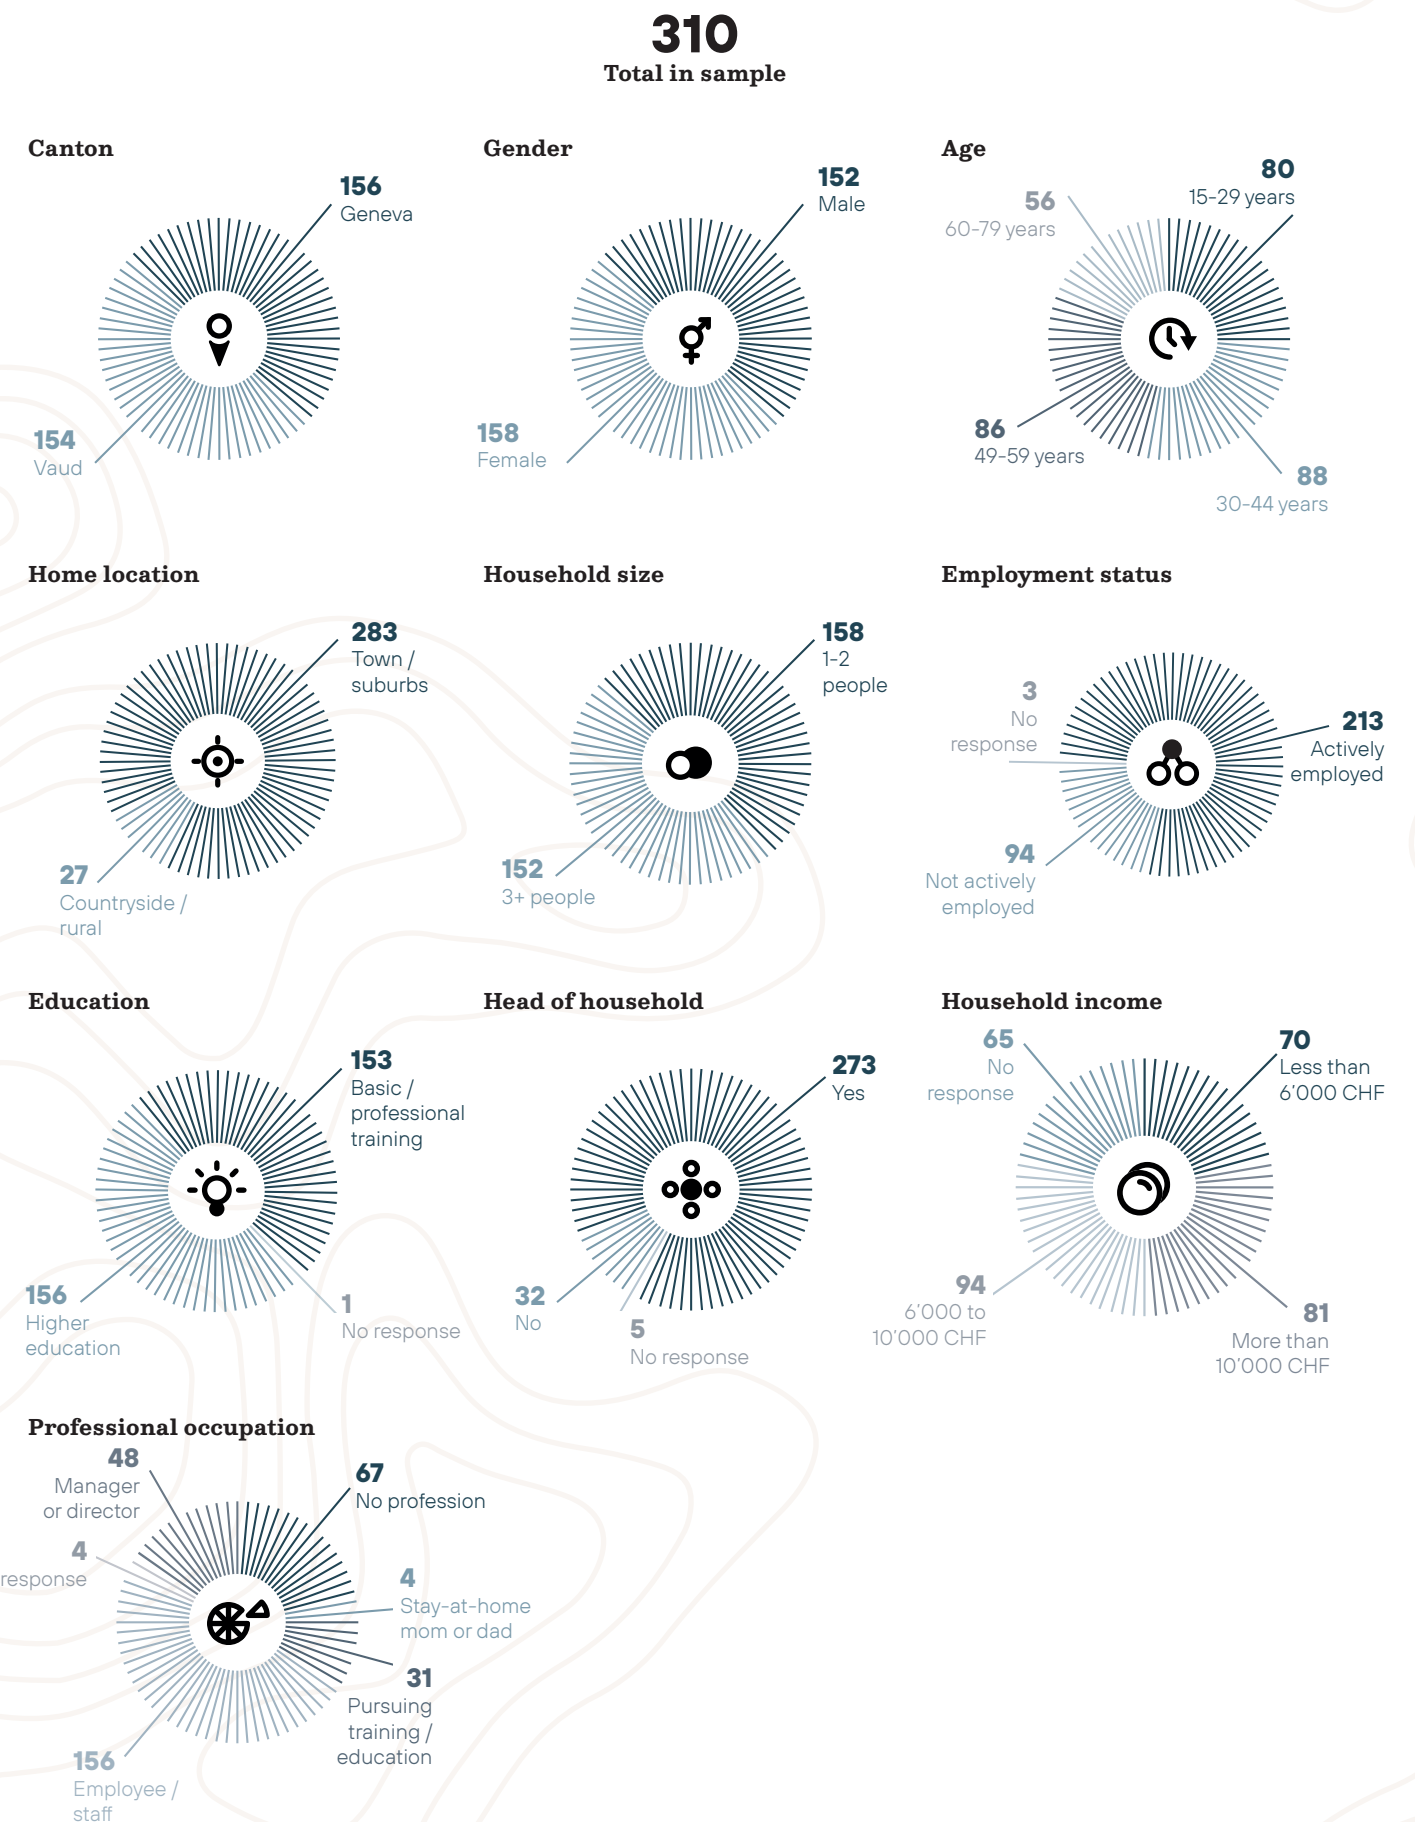 310
Total in sample
Canton
156
Geneva
154
Vaud
Gender
152
Male
158
Female
Age
80
15-29 years
56
60-79 years
86
49-59 years
88
30-44 years
Home location
283
Town /
suburbs
27
Countryside /
rural
Household size
158
1-2
people
152
3+ people
Employment status
3
No
response
213
Actively
employed
94
Not actively
employed
Education
153
Basic /
professional
training
156
Higher
education
1
No response
Head of household
273
Yes
32
No
5
No response
Household income
65
No
response
70
Less than
6’000 CHF
94
6’000 to
10’000 CHF
81
More than
10’000 CHF
Professional occupation
48
Manager
or director
67
No profession
4
response
4
Stay-at-home
mom or dad
31
Pursuing
training /
education
156
Employee /
staff